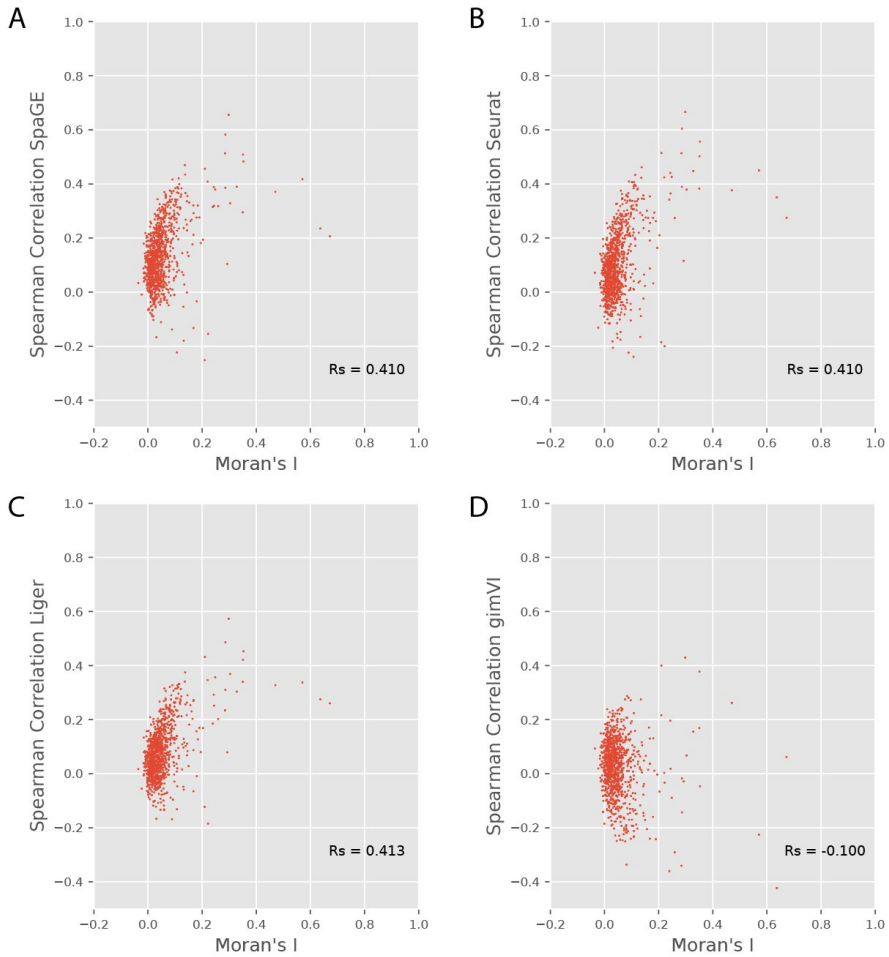 A
1.0
0.8
0.6
0.4
0.2
0.0
−0.2
−0.4
Spearman Correlation SpaGE
Rs = 0.410
−0.2 0.0 0.2 0.4 0.6 0.8 1.0
Moran's I
B
1.0
0.8
0.6
0.4
0.2
0.0
−0.2
−0.4
Spearman Correlation Seurat
Rs = 0.410
−0.2 0.0 0.2 0.4 0.6 0.8 1.0
Moran's I
C
1.0
0.8
0.6
0.4
0.2
0.0
−0.2
−0.4
Spearman Correlation Liger
Rs = 0.413
−0.2 0.0 0.2 0.4 0.6 0.8 1.0
Moran's I
D
1.0
0.8
0.6
0.4
0.2
0.0
−0.2
−0.4
Spearman Correlation gimVI
Rs = -0.100
−0.2 0.0 0.2 0.4 0.6 0.8 1.0
Moran's I